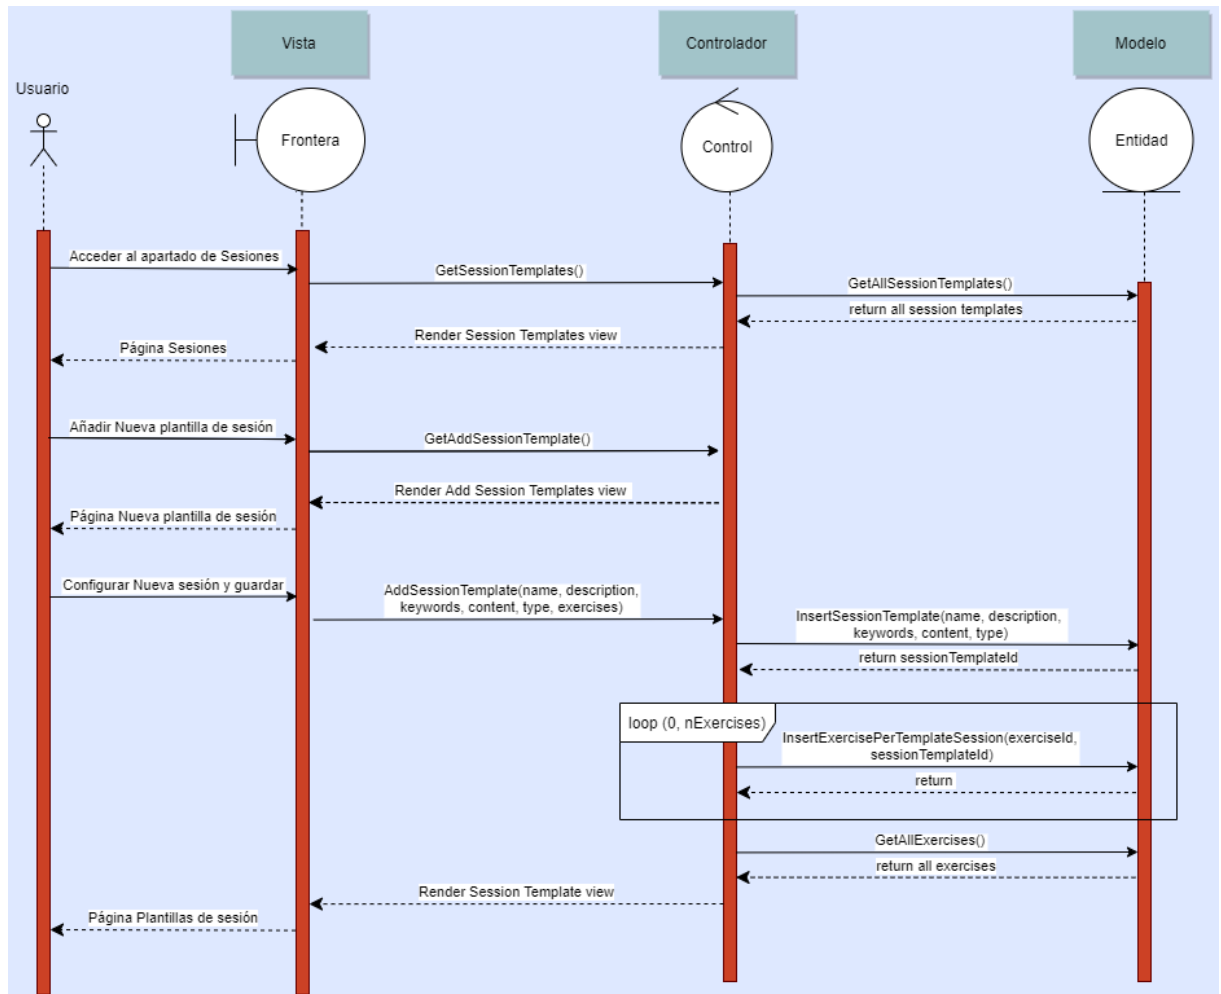 Vista
Controlador
Modelo
Usuario
Frontera
Control
Entidad
Acceder al apartado de Sesiones
GetSessionTemplates()
GetAllSessionTemplates()
return all session templates
Render Session Templates view
Página Sesiones
Añadir Nueva plantilla de sesión
GetAddSessionTemplate()
Render Add Session Templates view
Página Nueva plantilla de sesión
Configurar Nueva sesión y guardar
AddSessionTemplate(name, description,
keywords, content, type, exercises)
InsertSessionTemplate(name, description,
keywords, content, type)
return sessionTemplateId
loop (0, nExercises)
InsertExercisePerTemplateSession(exerciseId,
sessionTemplateId)
return
GetAllExercises()
return all exercises
Render Session Template view
Página Plantillas de sesión